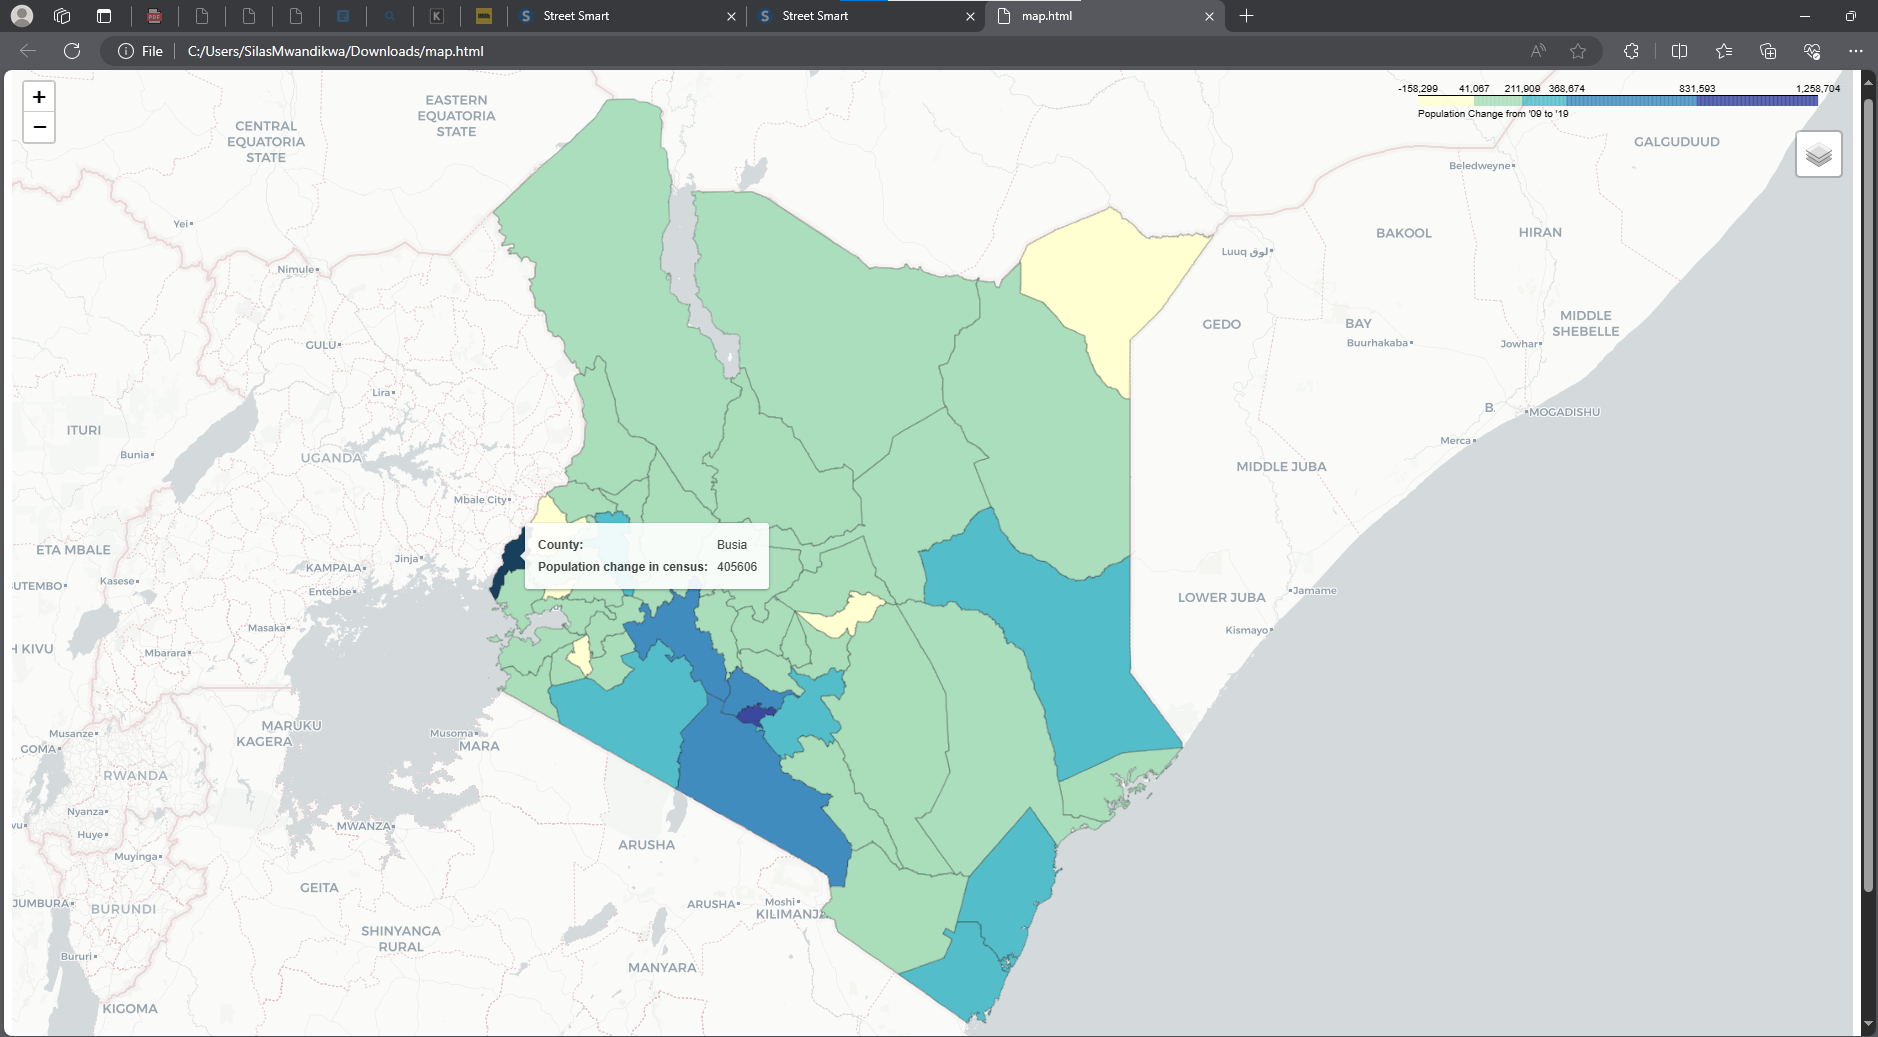 PDF
K
S Street Smart
S Street Smart
map.html
File
C:/Users/SilasMwandikwa/Downloads/map.html
+
−
-158,299 41,067 211,909 368,674 831,593 1,258,704
Population Change from '09 to '19
EASTERN
EQUATORIA
STATE
CENTRAL
EQUATORIA
STATE
GALGUDUUD
Beledweyne
Yei
BAKOOL
HIRAN
Luuq لوق
Nimule
GEDO
BAY
MIDDLE
SHEBELLE
GULU
Buurhakaba
Jowhar
Lira
B.
MOGADISHU
ITURI
Merca
Bunia
UGANDA
MIDDLE JUBA
Mbale City
County: Busia
Population change in census: 405606
ETA MBALE
Jinja
KAMPALA
UTEMBO
Kasese
Entebbe
Jamame
LOWER JUBA
Masaka
Kismayo
H KIVU
Mbarara
MARUKU
KAGERA
Musanze
Musoma
GOMA
MARA
RWANDA
Nyanza
vu
Huye
MWANZA
ARUSHA
Muyinga
GEITA
JUMBURA
BURUNDI
ARUSHA
Moshi
KILIMANJA
SHINYANGA
RURAL
Bururi
MANYARA
KIGOMA